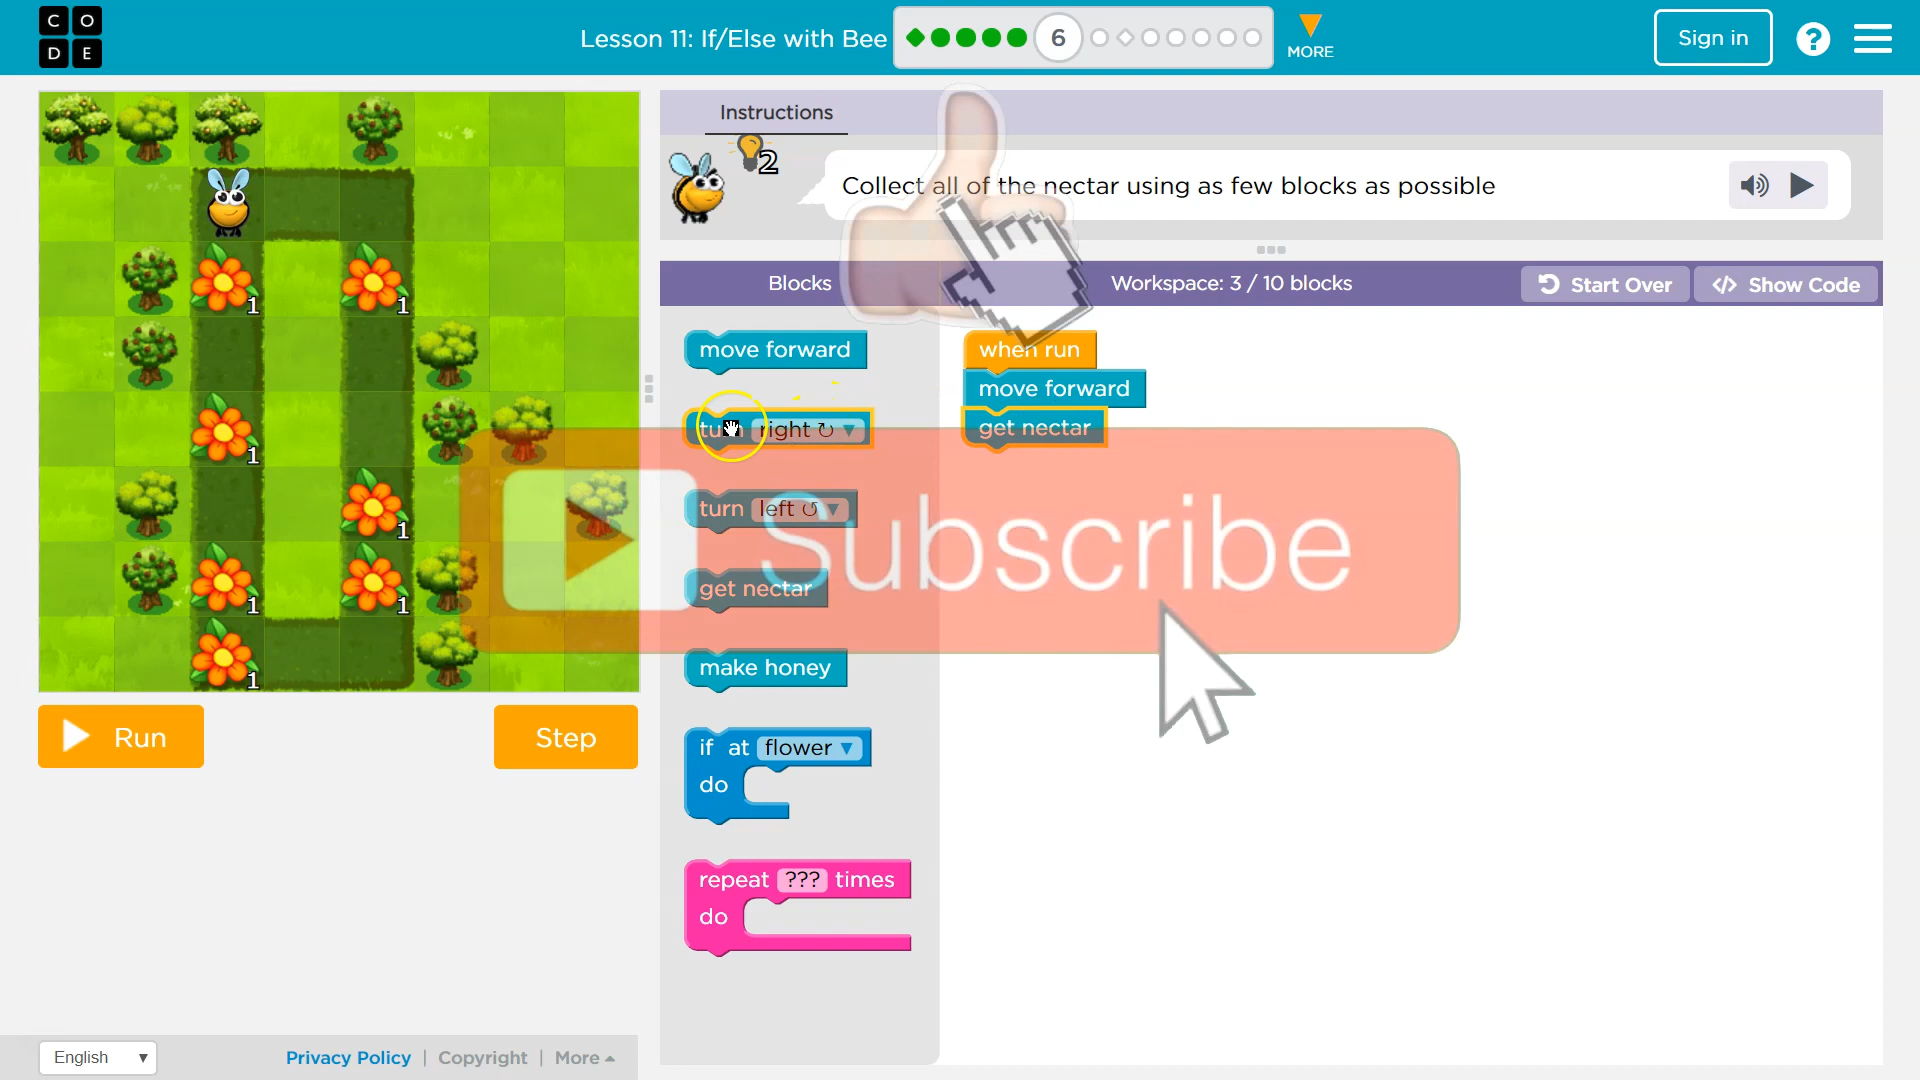 C O
D E
Lesson 11: If/Else with Bee
6
MORE
Sign in
?
Instructions
2
Collect all of the nectar using as few blocks as possible
Blocks
Workspace: 3 / 10 blocks
Start Over
</> Show Code
1
1
1
1
1
1
1
move forward
turn right ↻ ▼
turn left ↺ ▼
get nectar
make honey
if at flower ▼
do
repeat ??? times
do
when run
move forward
get nectar
Subscribe
Run
Step
English
Privacy Policy | Copyright | More